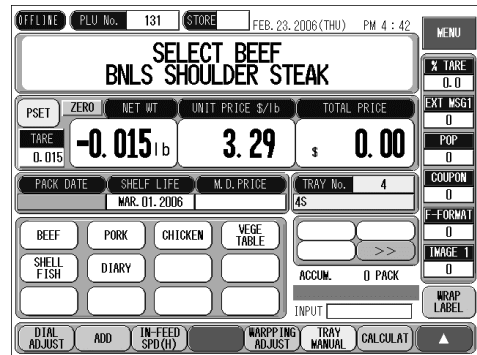 OFFLINE PLU No. 131 STORE FEB. 23. 2006(THU) PM 4:42 MENU
SELECT BEEF
BNLS SHOULDER STEAK
% TARE
0.0
EXT MSG1
0
PSET ZERO NET WT UNIT PRICE $/lb TOTAL PRICE
TARE
0.015
-0.015 lb 3.29 $ 0.00
POP
0
PACK DATE SHELF LIFE M.D.PRICE TRAY No. 4
MAR. 01. 2006 4S
COUPON
0
F-FORMAT
0
BEEF PORK CHICKEN VEGE
TABLE
>>
IMAGE 1
0
SHELL
FISH DIARY
ACCUM. 0 PACK
INPUT
WRAP
LABEL
DIAL
ADJUST
ADD
IN-FEED
SPD(H)
WARPPING
ADJUST
TRAY
MANUAL
CALCULAT
▲